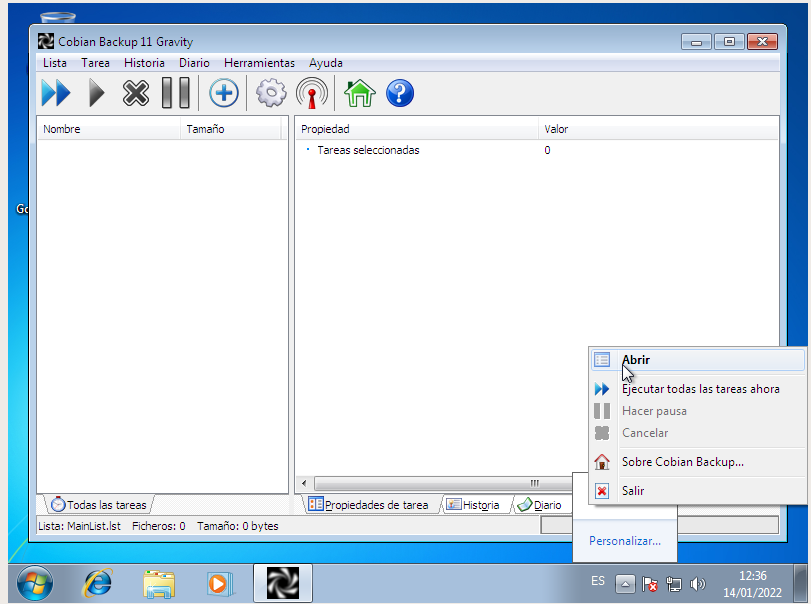 Cobian Backup 11 Gravity
Lista Tarea Historia Diario Herramientas Ayuda
Nombre Tamaño Propiedad Valor
Tareas seleccionadas 0
Abrir
Ejecutar todas las tareas ahora
Hacer pausa
Cancelar
Sobre Cobian Backup...
Salir
Todas las tareas Propiedades de tarea Historia Diario
Lista: MainList.lst Ficheros: 0 Tamaño: 0 bytes
Personalizar...
ES
12:36
14/01/2022